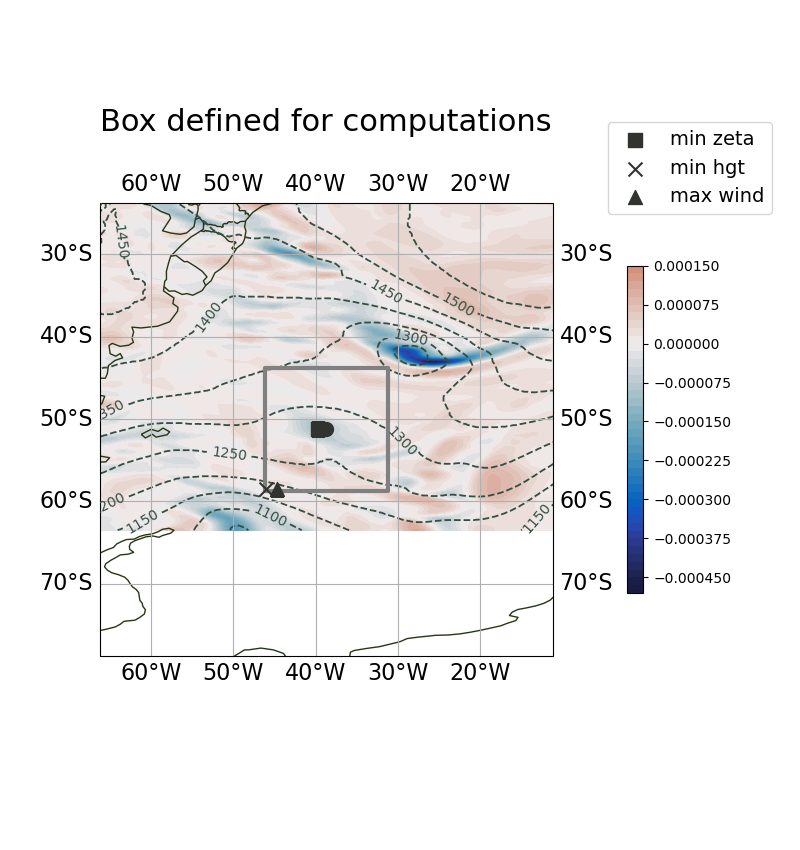 Box defined for computations
min zeta
min hgt
max wind
60°W 50°W 40°W 30°W 20°W
30°S 30°S
40°S 40°S
50°S 50°S
60°S 60°S
70°S 70°S
60°W 50°W 40°W 30°W 20°W
1450
1450
1500
1400
1300
350
1300
1250
200
1150
1100
1150
0.000150
0.000075
0.000000
−0.000075
−0.000150
−0.000225
−0.000300
−0.000375
−0.000450